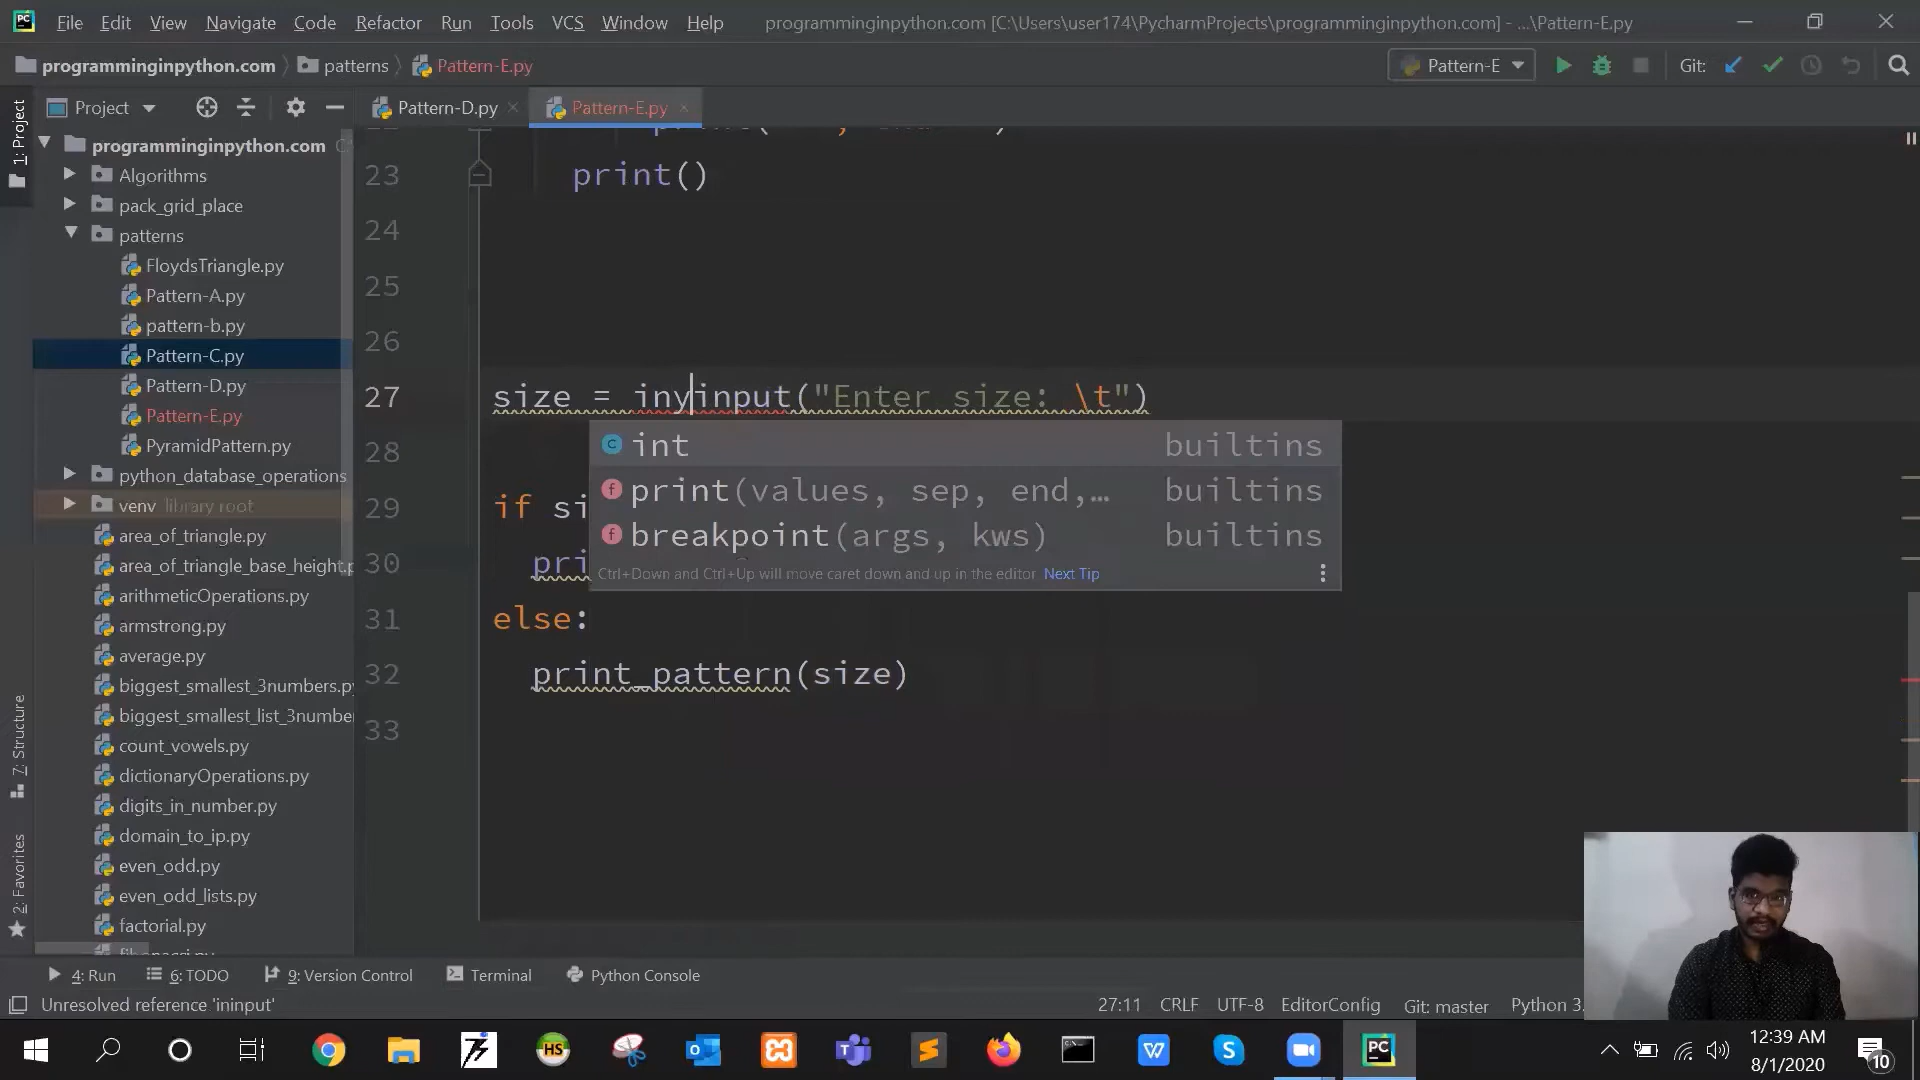 File Edit View Navigate Code Refactor Run Tools VCS Window Help programminginpython.com [C:\Users\user174\PycharmProjects\programminginpython.com] - ...\Pattern-E.py
programminginpython.com patterns Pattern-E.py Pattern-E Git:
1: Project
Project
Pattern-D.py
Pattern-E.py
programminginpython.com
Algorithms
pack_grid_place
patterns
FloydsTriangle.py
Pattern-A.py
pattern-b.py
Pattern-C.py
Pattern-D.py
Pattern-E.py
PyramidPattern.py
python_database_operations
venv library root
area_of_triangle.py
area_of_triangle_base_height.p
arithmeticOperations.py
armstrong.py
average.py
biggest_smallest_3numbers.py
biggest_smallest_list_3number
count_vowels.py
dictionaryOperations.py
digits_in_number.py
domain_to_ip.py
even_odd.py
even_odd_lists.py
factorial.py
7: Structure
2: Favorites
23 print()
24
25
26
27 size = inyinput("Enter size: \t")
28
29 if si
30 pri
31 else:
32 print_pattern(size)
33
int builtins
print(values, sep, end,… builtins
breakpoint(args, kws) builtins
Ctrl+Down and Ctrl+Up will move caret down and up in the editor Next Tip
4: Run 6: TODO 9: Version Control Terminal Python Console
Unresolved reference 'ininput' 27:11 CRLF UTF-8 EditorConfig Git: master Python 3.
12:39 AM
8/1/2020
10